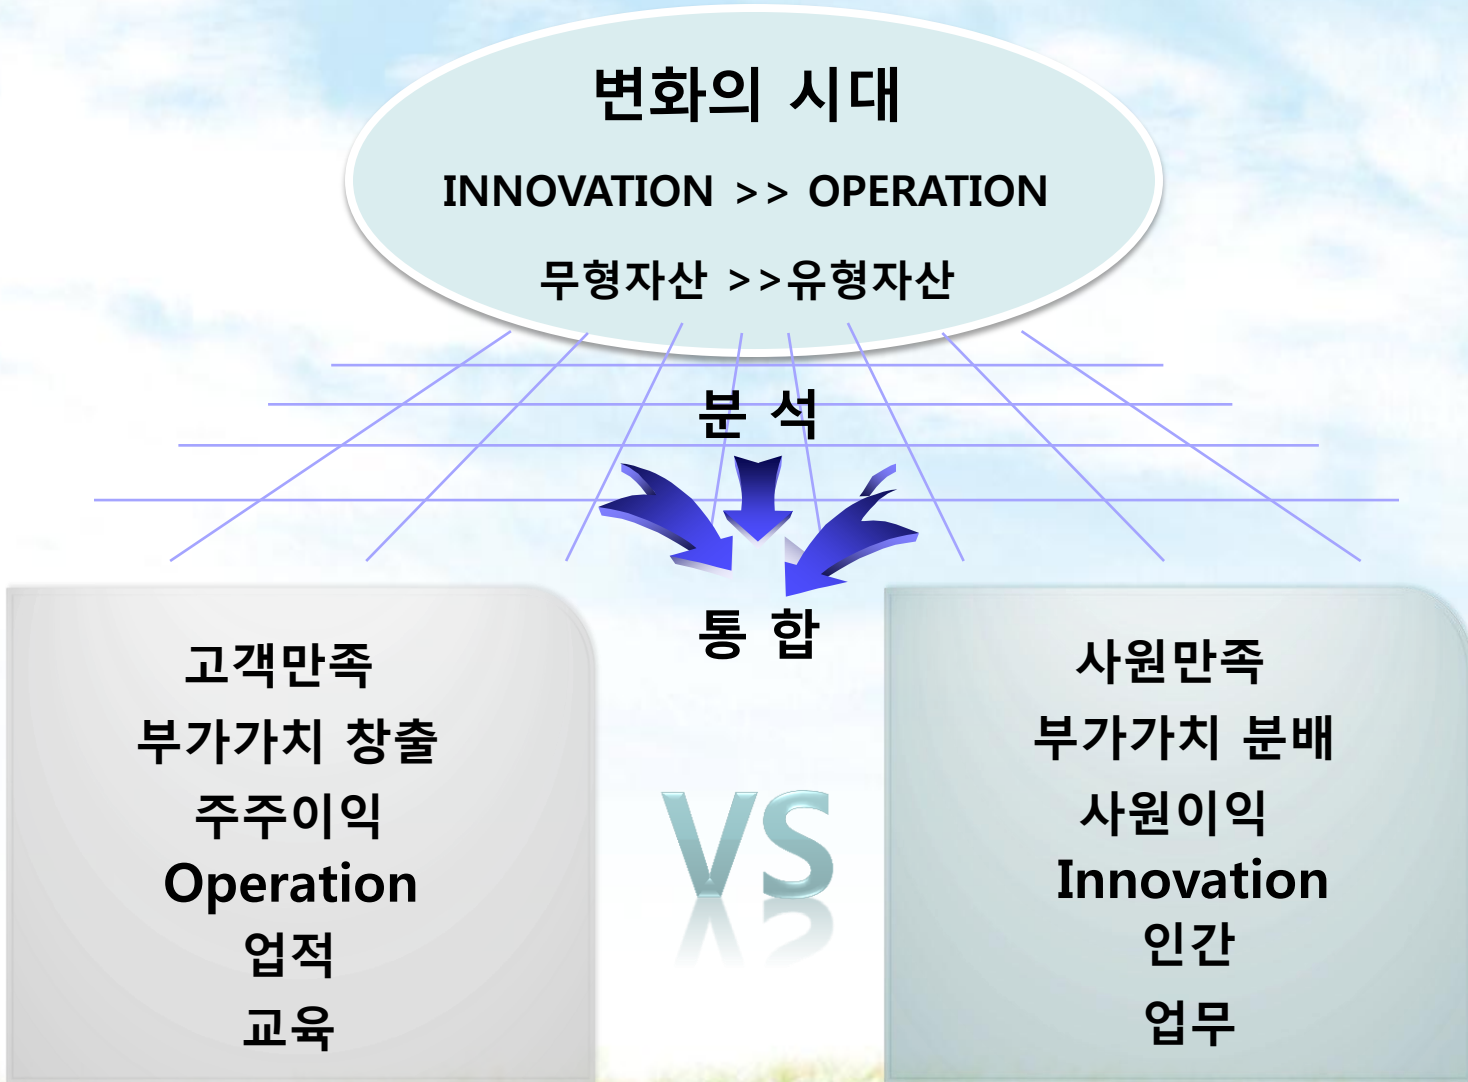 변화의 시대
INNOVATION >> OPERATION
무형자산 >>유형자산
분 석
통 합
고객만족
부가가치 창출
주주이익
Operation
업적
교육
VS
사원만족
부가가치 분배
사원이익
Innovation
인간
업무